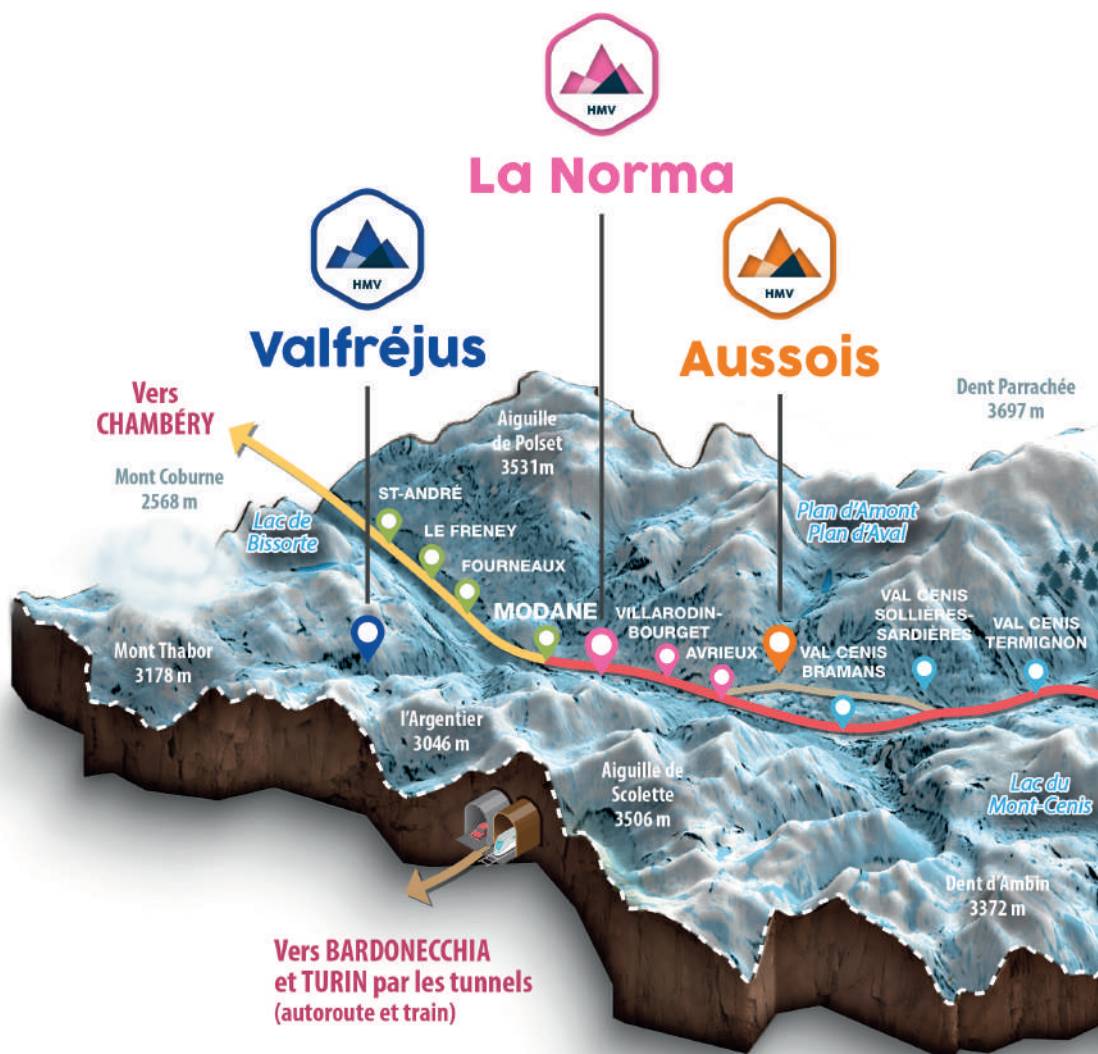 HMV
La Norma
HMV
Valfréjus
HMV
Aussois
Vers
CHAMBÉRY
Dent Parrachée
3697 m
Aiguille
de Polset
3531m
Mont Coburne
2568 m
ST-ANDRÉ
Lac de
Bissorte
Plan d'Amont
Plan d'Aval
LE FRENEY
FOURNEAUX
MODANE
VILLARODIN-
BOURGET
VAL CENIS
SOLLIÈRES-
SARDIÈRES
VAL CENIS
TERMIGNON
AVRIEUX
VAL CENIS
BRAMANS
Mont Thabor
3178 m
l'Argentier
3046 m
Aiguille de
Scolette
3506 m
Lac du
Mont-Cenis
Dent d'Ambin
3372 m
Vers BARDONECCHIA
et TURIN par les tunnels
(autoroute et train)